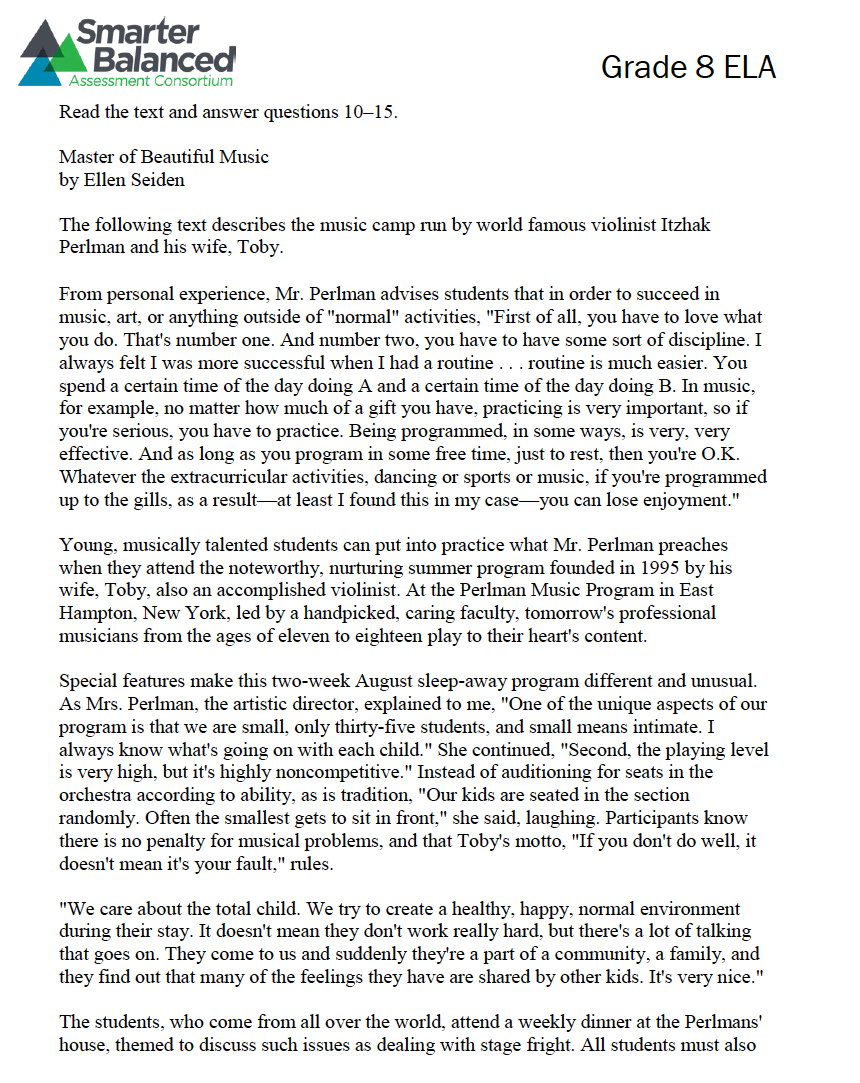 Smarter
Balanced
Assessment Consortium
Grade 8 ELA
Read the text and answer questions 10–15.
Master of Beautiful Music
by Ellen Seiden
The following text describes the music camp run by world famous violinist Itzhak
Perlman and his wife, Toby.
From personal experience, Mr. Perlman advises students that in order to succeed in
music, art, or anything outside of "normal" activities, "First of all, you have to love what
you do. That's number one. And number two, you have to have some sort of discipline. I
always felt I was more successful when I had a routine . . . routine is much easier. You
spend a certain time of the day doing A and a certain time of the day doing B. In music,
for example, no matter how much of a gift you have, practicing is very important, so if
you're serious, you have to practice. Being programmed, in some ways, is very, very
effective. And as long as you program in some free time, just to rest, then you're O.K.
Whatever the extracurricular activities, dancing or sports or music, if you're programmed
up to the gills, as a result—at least I found this in my case—you can lose enjoyment."
Young, musically talented students can put into practice what Mr. Perlman preaches
when they attend the noteworthy, nurturing summer program founded in 1995 by his
wife, Toby, also an accomplished violinist. At the Perlman Music Program in East
Hampton, New York, led by a handpicked, caring faculty, tomorrow's professional
musicians from the ages of eleven to eighteen play to their heart's content.
Special features make this two-week August sleep-away program different and unusual.
As Mrs. Perlman, the artistic director, explained to me, "One of the unique aspects of our
program is that we are small, only thirty-five students, and small means intimate. I
always know what's going on with each child." She continued, "Second, the playing level
is very high, but it's highly noncompetitive." Instead of auditioning for seats in the
orchestra according to ability, as is tradition, "Our kids are seated in the section
randomly. Often the smallest gets to sit in front," she said, laughing. Participants know
there is no penalty for musical problems, and that Toby's motto, "If you don't do well, it
doesn't mean it's your fault," rules.
"We care about the total child. We try to create a healthy, happy, normal environment
during their stay. It doesn't mean they don't work really hard, but there's a lot of talking
that goes on. They come to us and suddenly they're a part of a community, a family, and
they find out that many of the feelings they have are shared by other kids. It's very nice."
The students, who come from all over the world, attend a weekly dinner at the Perlmans'
house, themed to discuss such issues as dealing with stage fright. All students must also